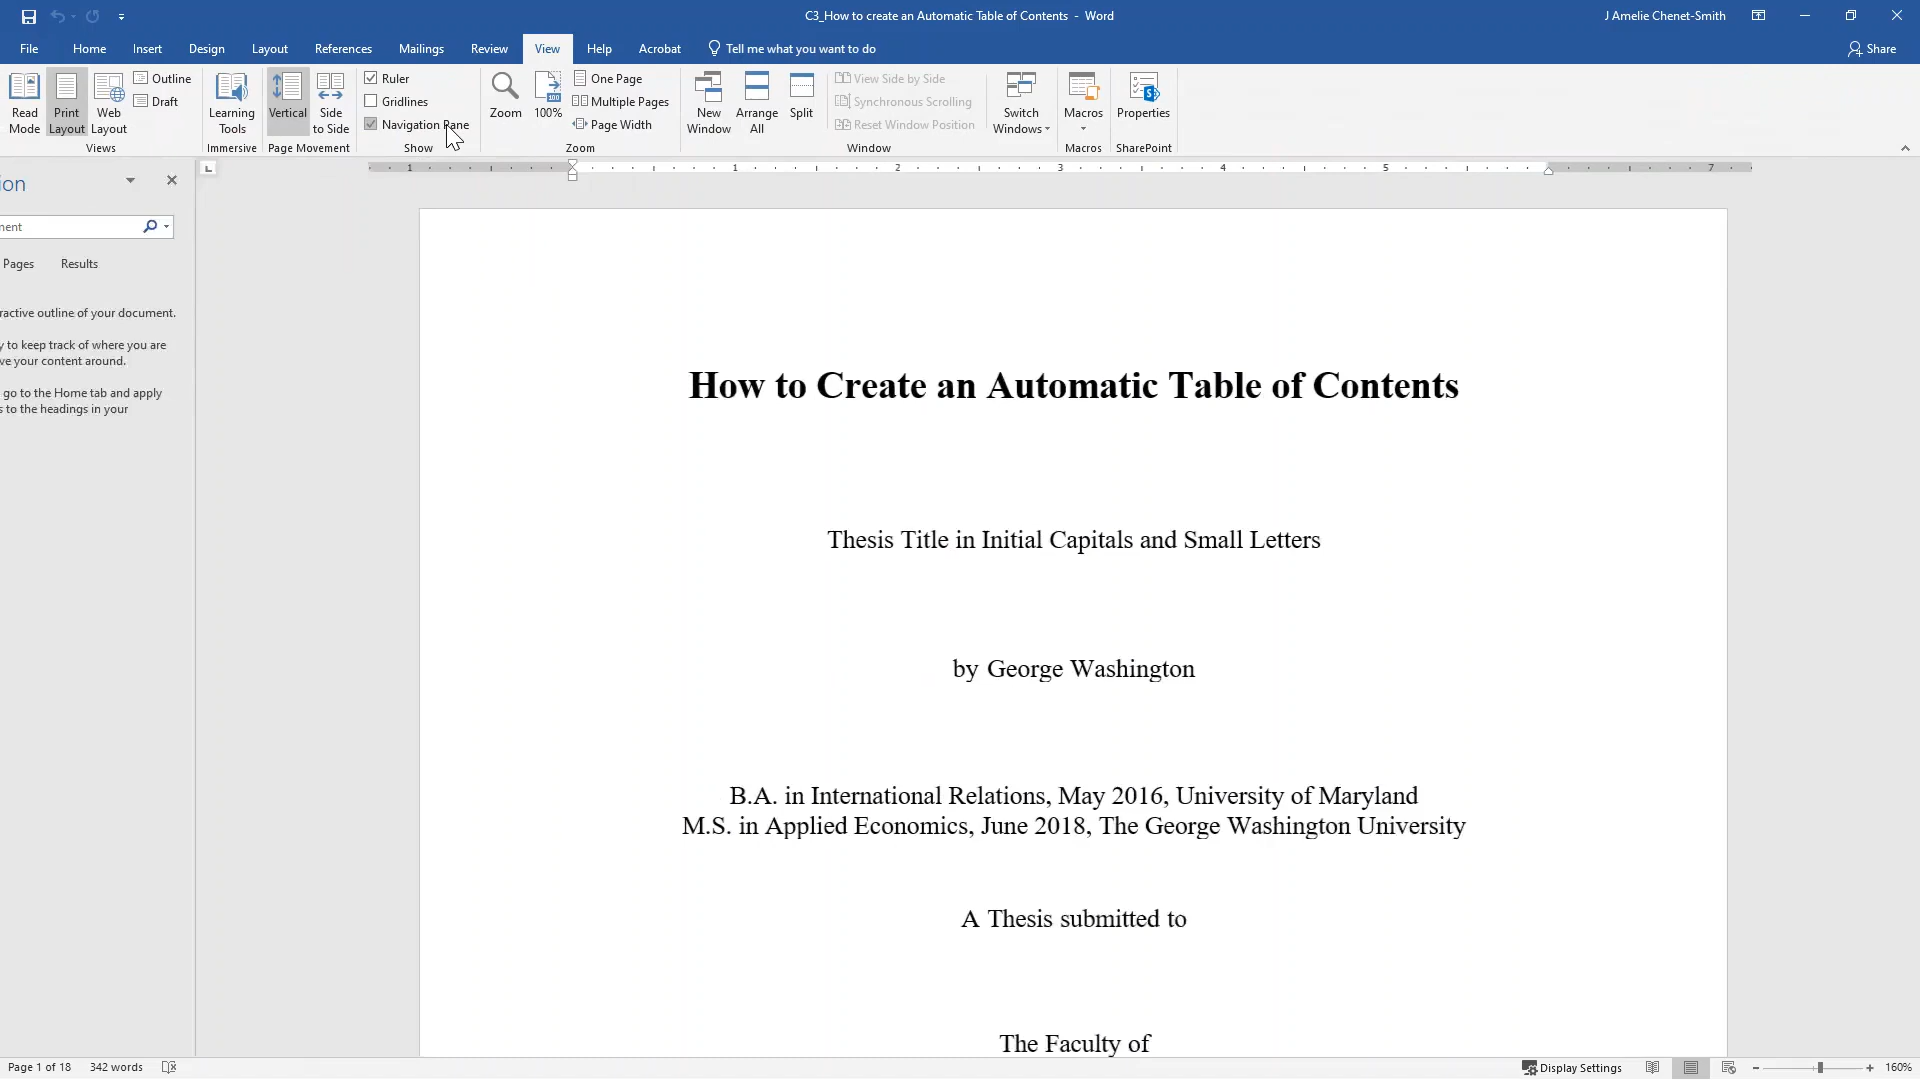 C3_How to create an Automatic Table of Contents - Word
J Amelie Chenet-Smith
File Home Insert Design Layout References Mailings Review View Help Acrobat Tell me what you want to do Share
Read Mode
Print Layout
Web Layout
Outline
Draft
Views
Learning Tools
Immersive
Vertical
Side to Side
Page Movement
Ruler
Gridlines
Navigation Pane
Show
Zoom
100%
One Page
Multiple Pages
Page Width
Zoom
New Window
Arrange All
Split
View Side by Side
Synchronous Scrolling
Reset Window Position
Window
Switch Windows
Macros
Macros
Properties
SharePoint
1 1 2 3 4 5 7
ion
ment
Pages Results
ractive outline of your document.
y to keep track of where you are
ve your content around.
go to the Home tab and apply
s to the headings in your
How to Create an Automatic Table of Contents
Thesis Title in Initial Capitals and Small Letters
by George Washington
B.A. in International Relations, May 2016, University of Maryland
M.S. in Applied Economics, June 2018, The George Washington University
A Thesis submitted to
The Faculty of
Page 1 of 18 342 words Display Settings 160%